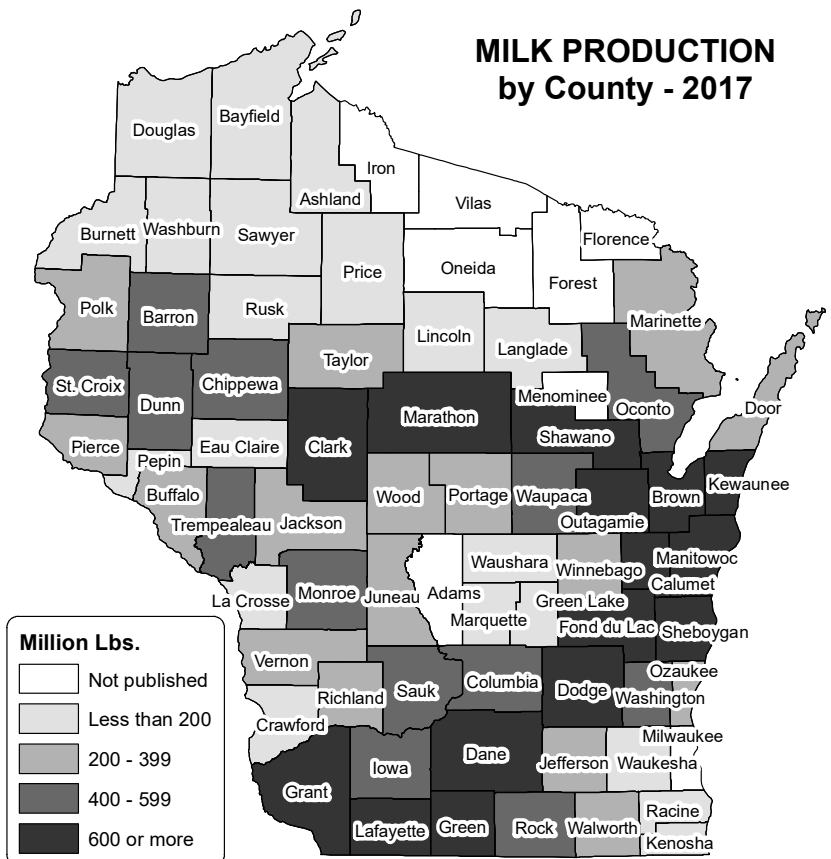 MILK PRODUCTION
by County - 2017
Douglas
Bayfield
Iron
Ashland
Vilas
Burnett
Washburn
Sawyer
Florence
Price
Oneida
Forest
Polk
Barron
Rusk
Marinette
Lincoln
Langlade
Taylor
St. Croix
Chippewa
Dunn
Menominee
Oconto
Door
Marathon
Shawano
Pierce
Eau Claire
Clark
Pepin
Kewaunee
Buffalo
Wood
Portage
Waupaca
Brown
Trempealeau
Jackson
Outagamie
Manitowoc
Waushara
Winnebago
Calumet
La Crosse
Monroe
Juneau
Adams
Green Lake
Marquette
Fond du Lac
Sheboygan
Vernon
Ozaukee
Richland
Sauk
Columbia
Dodge
Washington
Crawford
Milwaukee
Dane
Iowa
Jefferson
Waukesha
Grant
Racine
Lafayette
Green
Rock
Walworth
Kenosha
Million Lbs.
Not published
Less than 200
200 - 399
400 - 599
600 or more